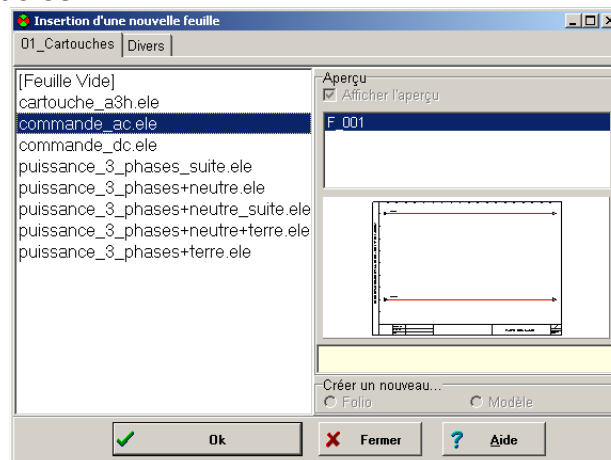 Insertion d'une nouvelle feuille
01_Cartouches
Divers
[Feuille Vide]
cartouche_a3h.ele
commande_ac.ele
commande_dc.ele
puissance_3_phases_suite.ele
puissance_3_phases+neutre.ele
puissance_3_phases+neutre_suite.ele
puissance_3_phases+neutre+terre.ele
puissance_3_phases+terre.ele
Aperçu
Afficher l'aperçu
F_001
Créer un nouveau...
Folio
Modèle
Ok
Fermer
Aide